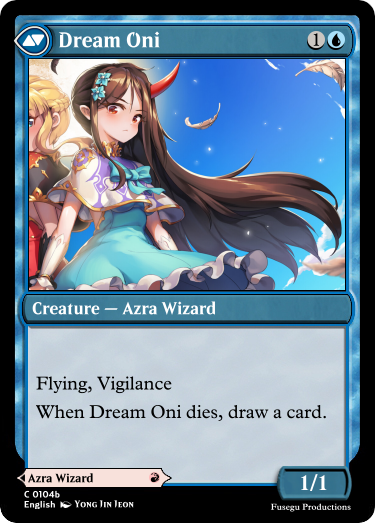 Dream Oni 1
Creature — Azra Wizard
Flying, Vigilance
When Dream Oni dies, draw a card.
Azra Wizard
1/1
C 0104b
English YONG JIN JEON
Fusegu Productions